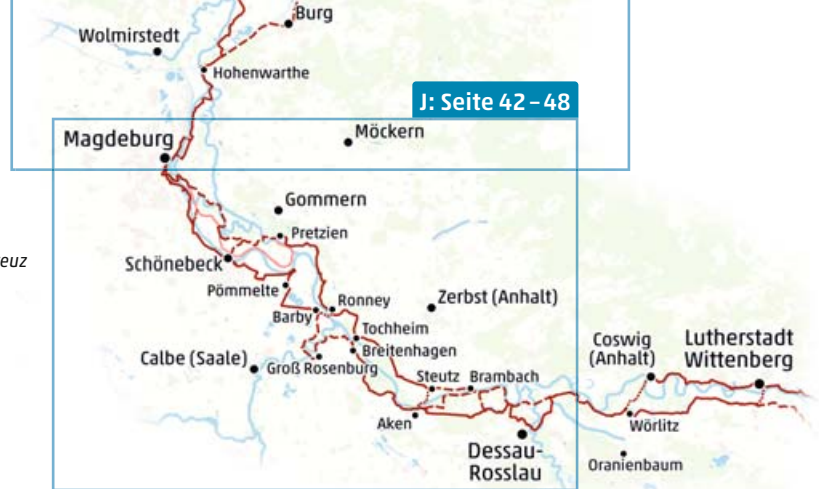 Burg
Wolmirstedt
Hohenwarthe
J: Seite 42 – 48
Möckern
Magdeburg
Gommern
Pretzien
euz
Schönebeck
Pömmelte
Ronney
Zerbst (Anhalt)
Barby
Tochheim
Coswig
(Anhalt)
Lutherstadt
Wittenberg
Breitenhagen
Calbe (Saale)
Groß Rosenburg
Steutz
Brambach
Aken
Wörlitz
Dessau-
Rosslau
Oranienbaum